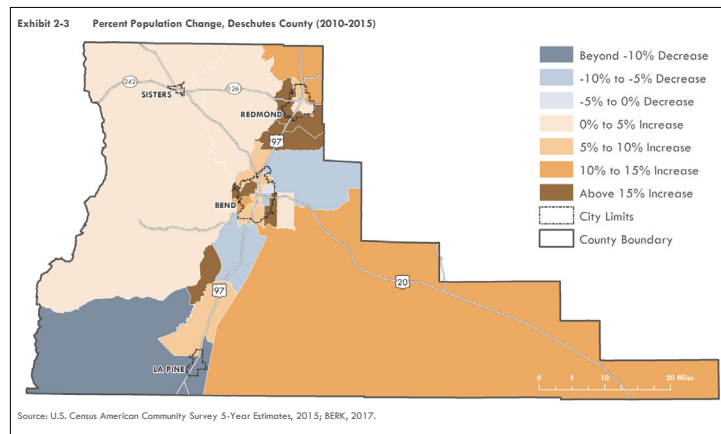 Exhibit 2-3 Percent Population Change, Deschutes County (2010-2015)
Beyond -10% Decrease
-10% to -5% Decrease
-5% to 0% Decrease
0% to 5% Increase
5% to 10% Increase
10% to 15% Increase
Above 15% Increase
City Limits
County Boundary
242
SISTERS
126
REDMOND
97
BEND
97
20
LA PINE
0 5 10 20 Miles
Source: U.S. Census American Community Survey 5-Year Estimates, 2015; BERK, 2017.